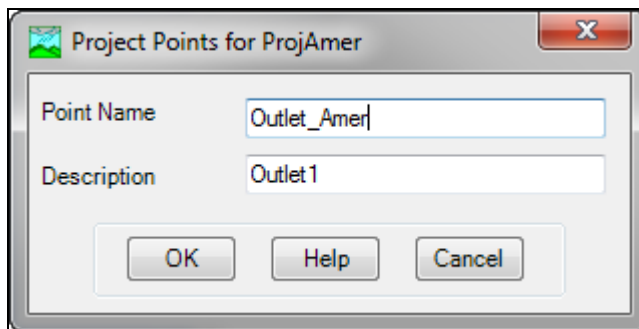 Project Points for ProjAmer
Point Name Outlet_Amer
Description Outlet1
OK Help Cancel